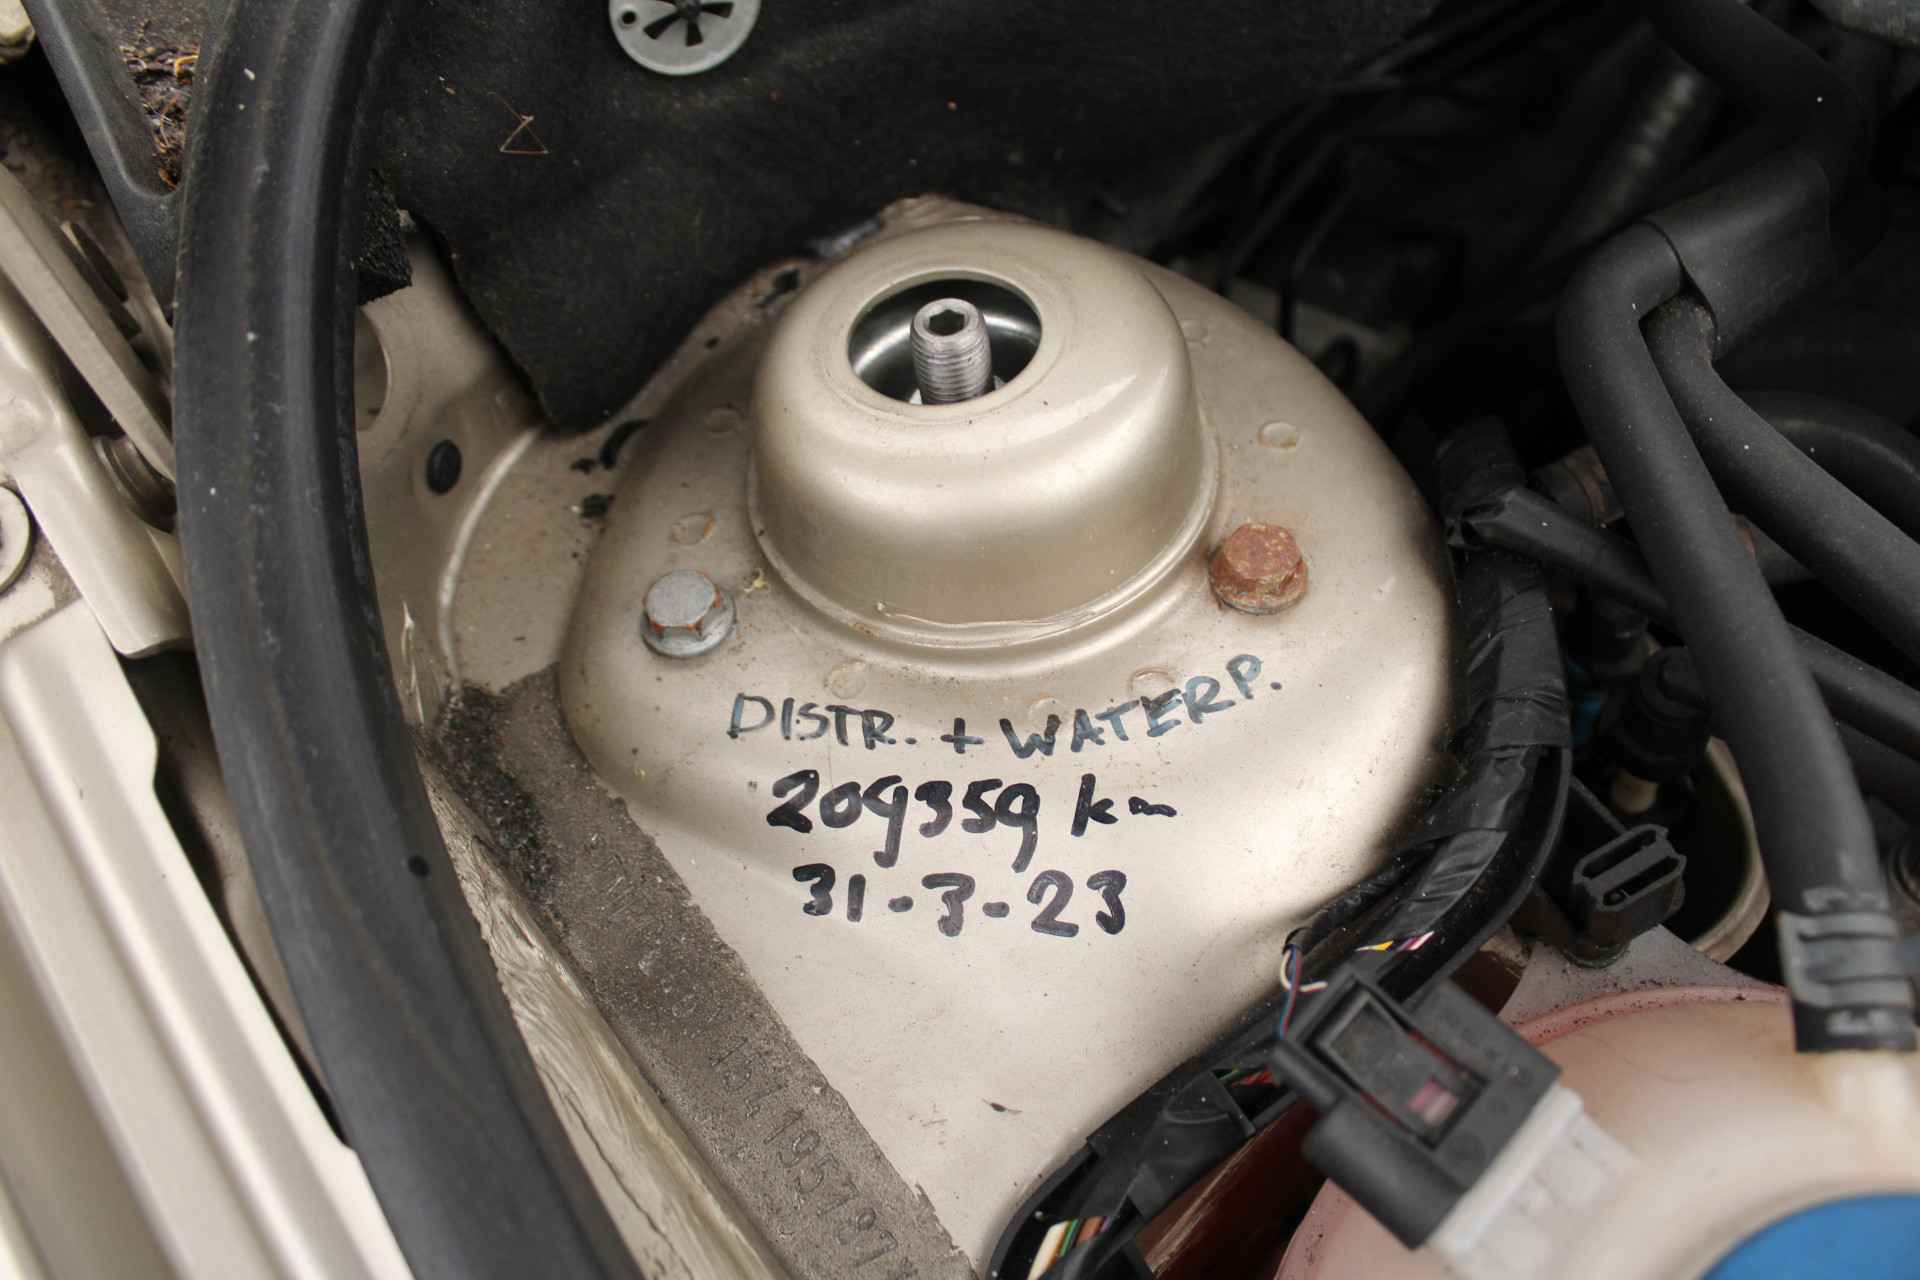 DISTR. + WATERP.
209359 km
31-3-23